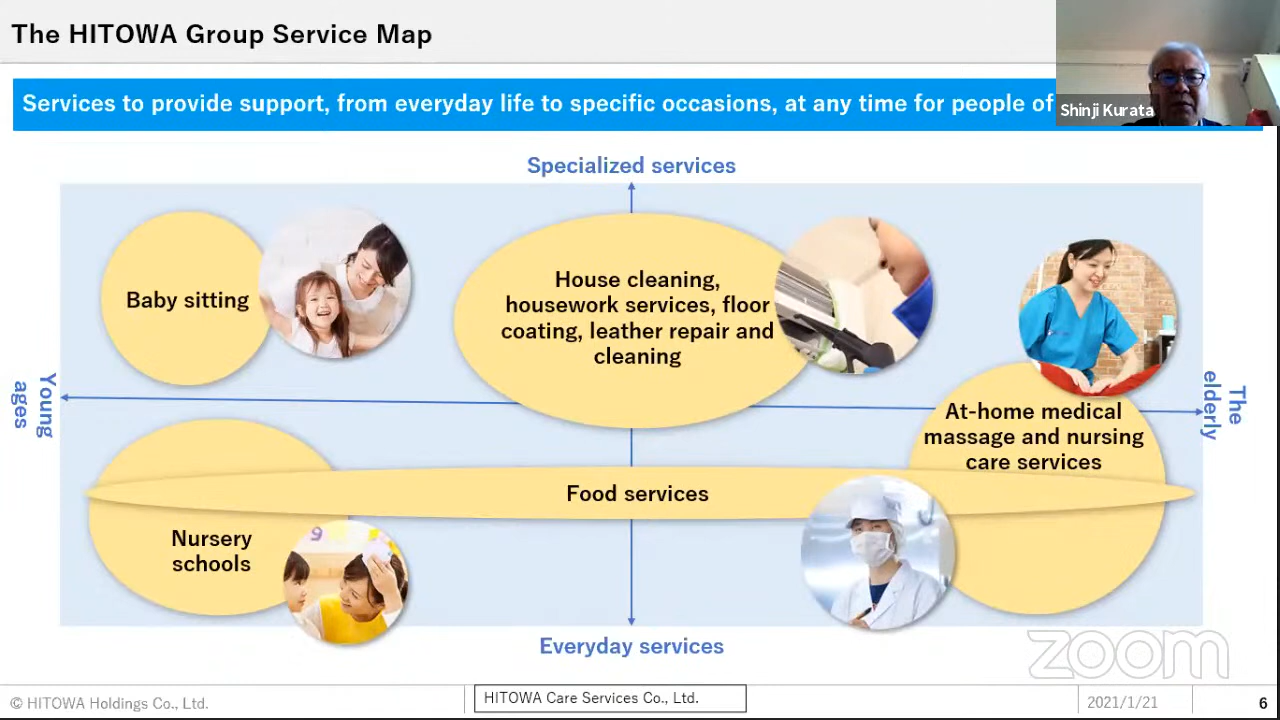 The HITOWA Group Service Map
Services to provide support, from everyday life to specific occasions, at any time for people of
Shinji Kurata
Specialized services
Baby sitting
House cleaning,
housework services, floor
coating, leather repair and
cleaning
Young
ages
The
elderly
At-home medical
massage and nursing
care services
Food services
Nursery
schools
9
Everyday services
zoom
© HITOWA Holdings Co., Ltd.
HITOWA Care Services Co., Ltd.
2021/1/21
6